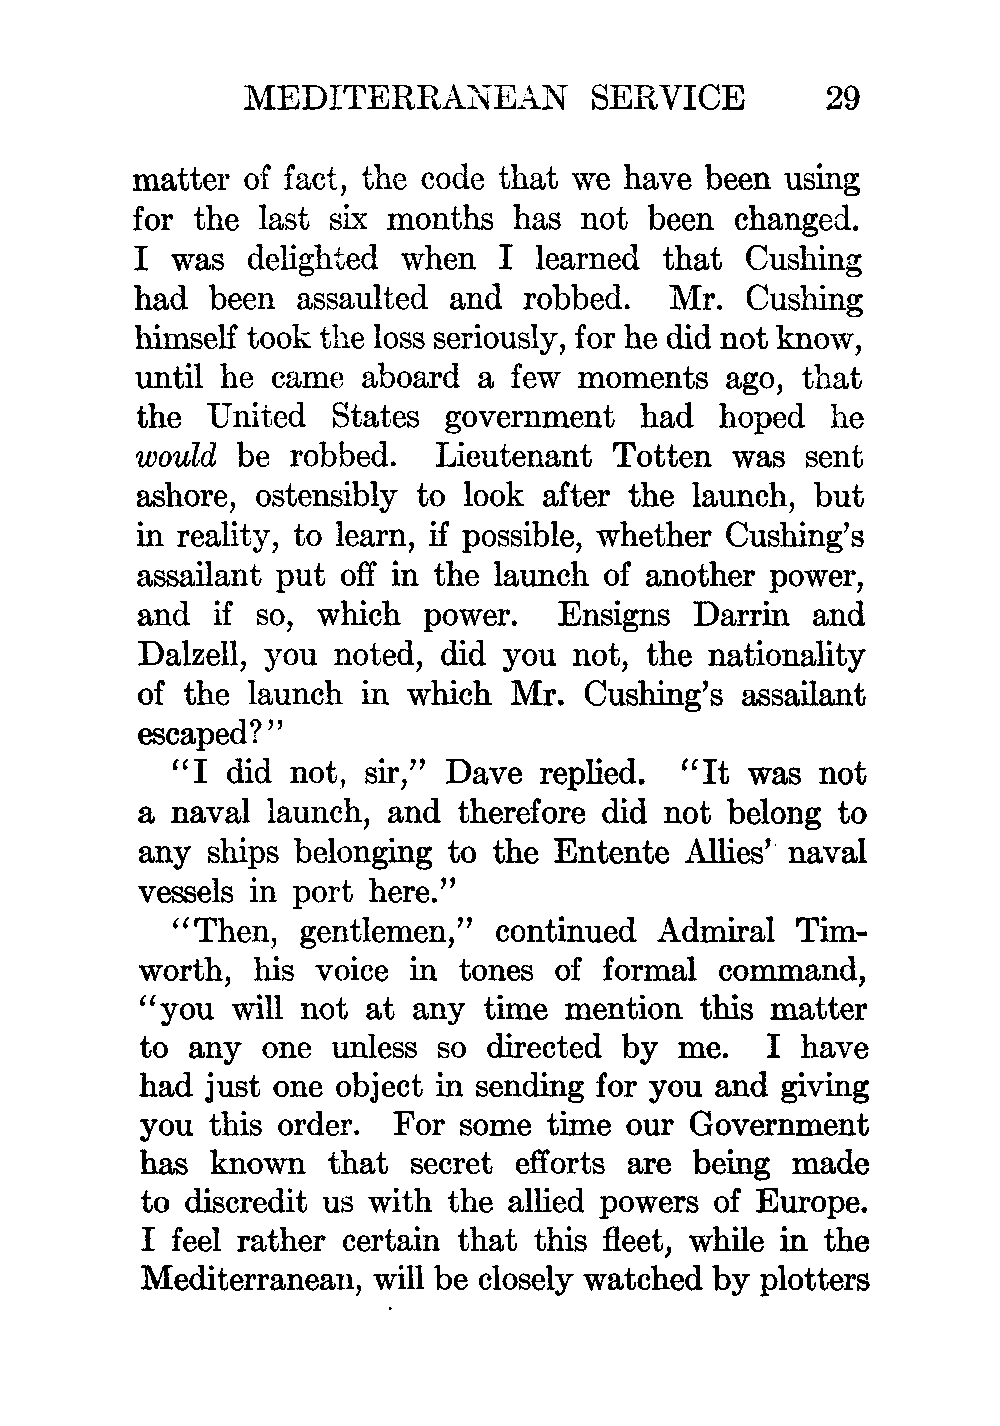 MEDITERRANEAN SERVICE 29
matter of fact, the code that we have been using
for the last six months has not been changed.
I was delighted when I learned that Cushing
had been assaulted and robbed. Mr. Cushing
himself took the loss seriously, for he did not know,
until he came aboard a few moments ago, that
the United States government had hoped he
would be robbed. Lieutenant Totten was sent
ashore, ostensibly to look after the launch, but
in reality, to learn, if possible, whether Cushing's
assailant put off in the launch of another power,
and if so, which power. Ensigns Darrin and
Dalzell, you noted, did you not, the nationality
of the launch in which Mr. Cushing's assailant
escaped?”
“I did not, sir,” Dave replied. “It was not
a naval launch, and therefore did not belong to
any ships belonging to the Entente Allies' naval
vessels in port here.”
“Then, gentlemen,” continued Admiral Tim-
worth, his voice in tones of formal command,
“you will not at any time mention this matter
to any one unless so directed by me. I have
had just one object in sending for you and giving
you this order. For some time our Government
has known that secret efforts are being made
to discredit us with the allied powers of Europe.
I feel rather certain that this fleet, while in the
Mediterranean, will be closely watched by plotters